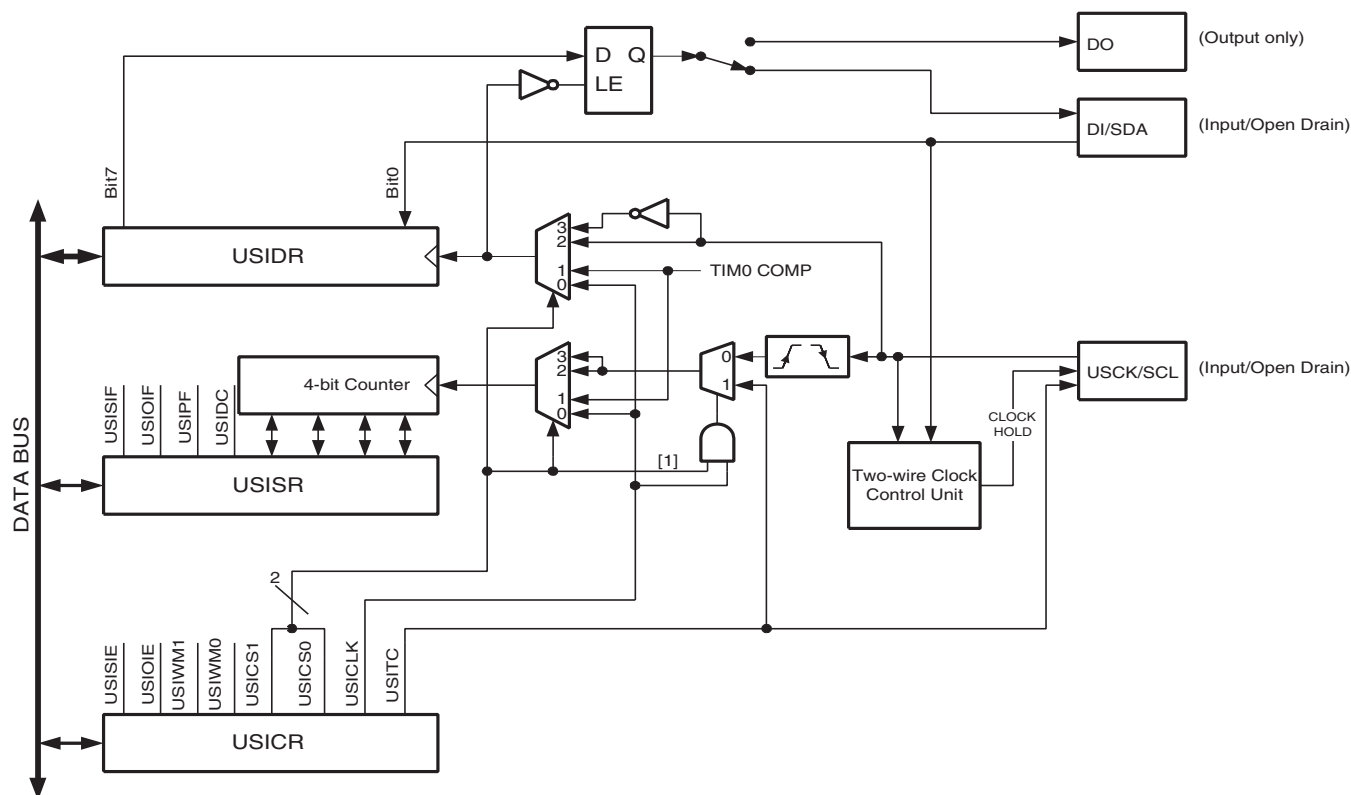 D Q
LE
DO
(Output only)
DI/SDA
(Input/Open Drain)
Bit7
Bit0
DATA BUS
USIDR
3
2
1
0
TIM0 COMP
4-bit Counter
3
2
1
0
0
1
USCK/SCL
(Input/Open Drain)
CLOCK
HOLD
USISIF
USIOIF
USIPF
USIDC
[1]
USISR
Two-wire Clock
Control Unit
2
USISIE
USIOIE
USIWM1
USIWM0
USICS1
USICS0
USICLK
USITC
USICR